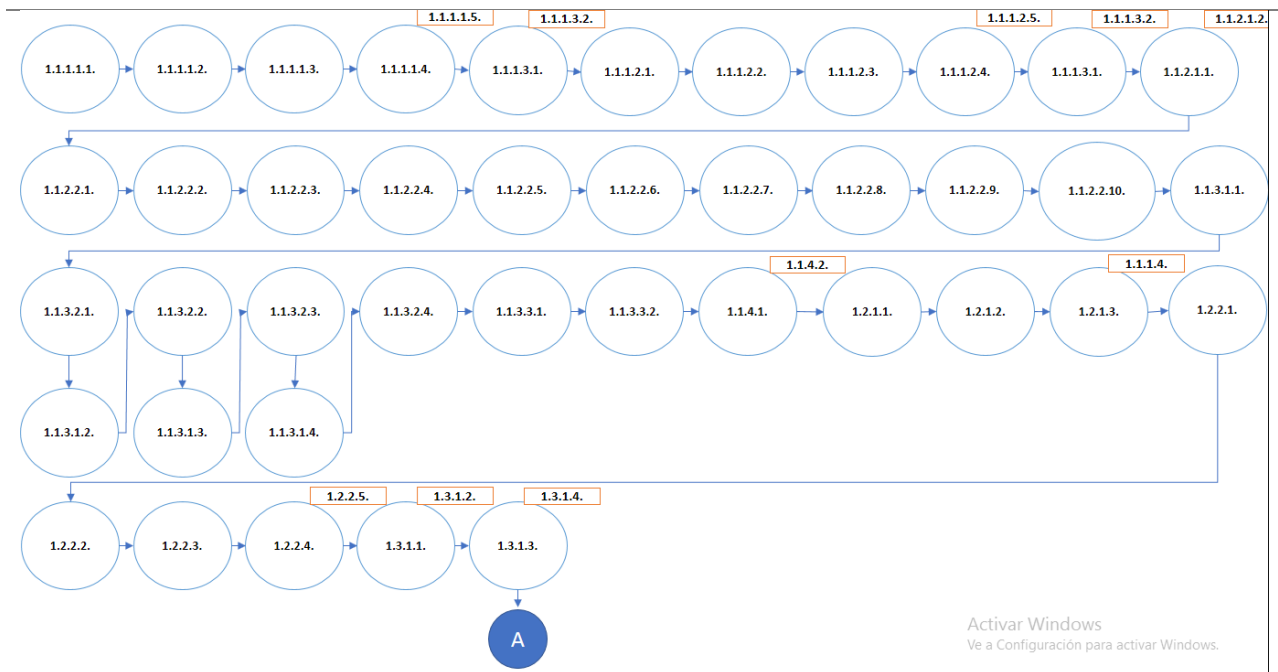 1.1.1.1.5. 1.1.1.3.2. 1.1.1.2.5. 1.1.1.3.2. 1.1.2.1.2.
1.1.1.1.1. 1.1.1.1.2. 1.1.1.1.3. 1.1.1.1.4. 1.1.1.3.1. 1.1.1.2.1. 1.1.1.2.2. 1.1.1.2.3. 1.1.1.2.4. 1.1.1.3.1. 1.1.2.1.1.
1.1.2.2.1. 1.1.2.2.2. 1.1.2.2.3. 1.1.2.2.4. 1.1.2.2.5. 1.1.2.2.6. 1.1.2.2.7. 1.1.2.2.8. 1.1.2.2.9. 1.1.2.2.10. 1.1.3.1.1.
1.1.4.2. 1.1.1.4.
1.1.3.2.1. 1.1.3.2.2. 1.1.3.2.3. 1.1.3.2.4. 1.1.3.3.1. 1.1.3.3.2. 1.1.4.1. 1.2.1.1. 1.2.1.2. 1.2.1.3. 1.2.2.1.
1.1.3.1.2. 1.1.3.1.3. 1.1.3.1.4.
1.2.2.5. 1.3.1.2. 1.3.1.4.
1.2.2.2. 1.2.2.3. 1.2.2.4. 1.3.1.1. 1.3.1.3.
A
Activar Windows
Ve a Configuración para activar Windows.